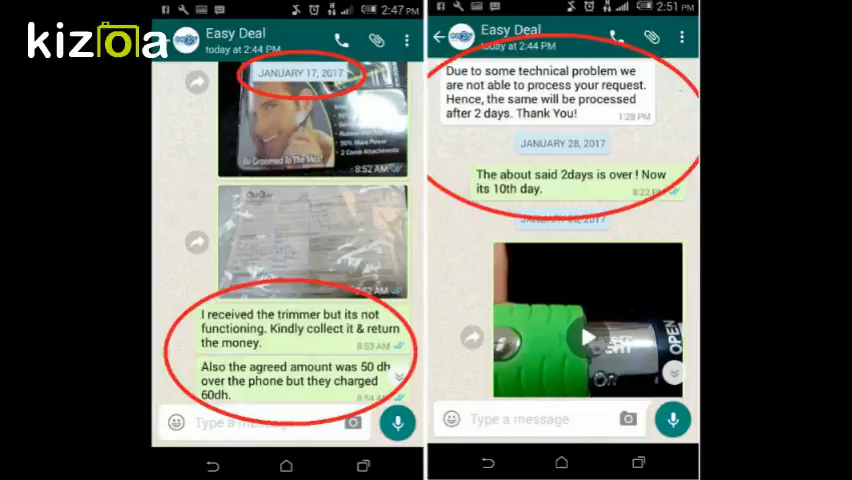 kizoa
2:47 PM
Easy Deal
today at 2:44 PM
JANUARY 17, 2017
Be Groomed To The Max!
8:52 AM
8:52 AM
I received the trimmer but its not
functioning. Kindly collect it & return
the money.
8:53 AM
Also the agreed amount was 50 dh
over the phone but they charged
60dh.
8:54 AM
Type a message
2:51 PM
Easy Deal
today at 2:44 PM
Due to some technical problem we
are not able to process your request.
Hence, the same will be processed
after 2 days. Thank You!
1:28 PM
JANUARY 28, 2017
The about said 2days is over ! Now
its 10th day.
8:22 PM
OPEN
On
Type a message